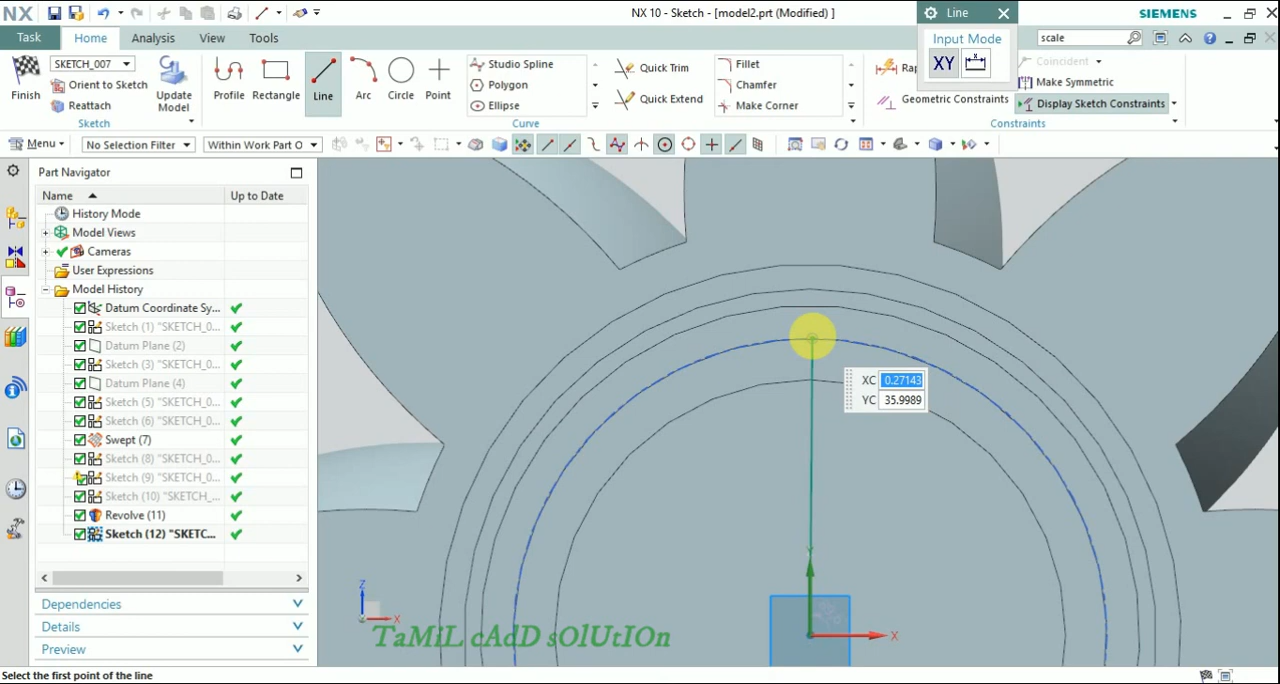 NX
NX 10 - Sketch - [model2.prt (Modified) ]
Line
SIEMENS
Task
Home
Analysis
View
Tools
Input Mode
scale
XY
SKETCH_007
Orient to Sketch
Reattach
Finish
Update
Model
Sketch
Profile
Rectangle
Line
Arc
Circle
Point
Studio Spline
Polygon
Ellipse
Quick Trim
Quick Extend
Fillet
Chamfer
Make Corner
Curve
Rap
Geometric Constraints
Coincident
Make Symmetric
Display Sketch Constraints
Constraints
Menu
No Selection Filter
Within Work Part O
Part Navigator
Name
Up to Date
History Mode
Model Views
Cameras
User Expressions
Model History
Datum Coordinate Sy...
Sketch (1) "SKETCH_0...
Datum Plane (2)
Sketch (3) "SKETCH_0...
Datum Plane (4)
Sketch (5) "SKETCH_0...
Sketch (6) "SKETCH_0...
Swept (7)
Sketch (8) "SKETCH_0...
Sketch (9) "SKETCH_0...
Sketch (10) "SKETCH_...
Revolve (11)
Sketch (12) "SKETC...
Dependencies
Details
Preview
XC 0.27143
YC 35.9989
Y
X
Z
X
TaMiL cAdD sOlUtIOn
Select the first point of the line